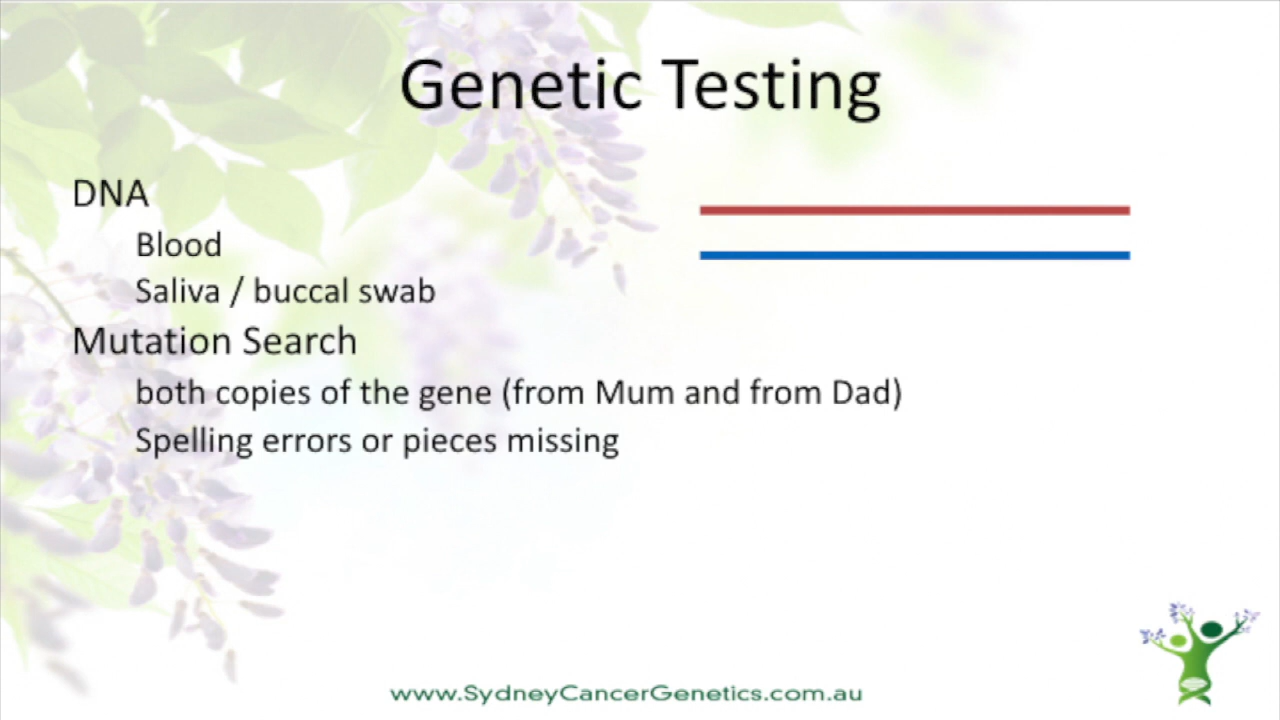 Genetic Testing
DNA
Blood
Saliva / buccal swab
Mutation Search
both copies of the gene (from Mum and from Dad)
Spelling errors or pieces missing
www.SydneyCancerGenetics.com.au